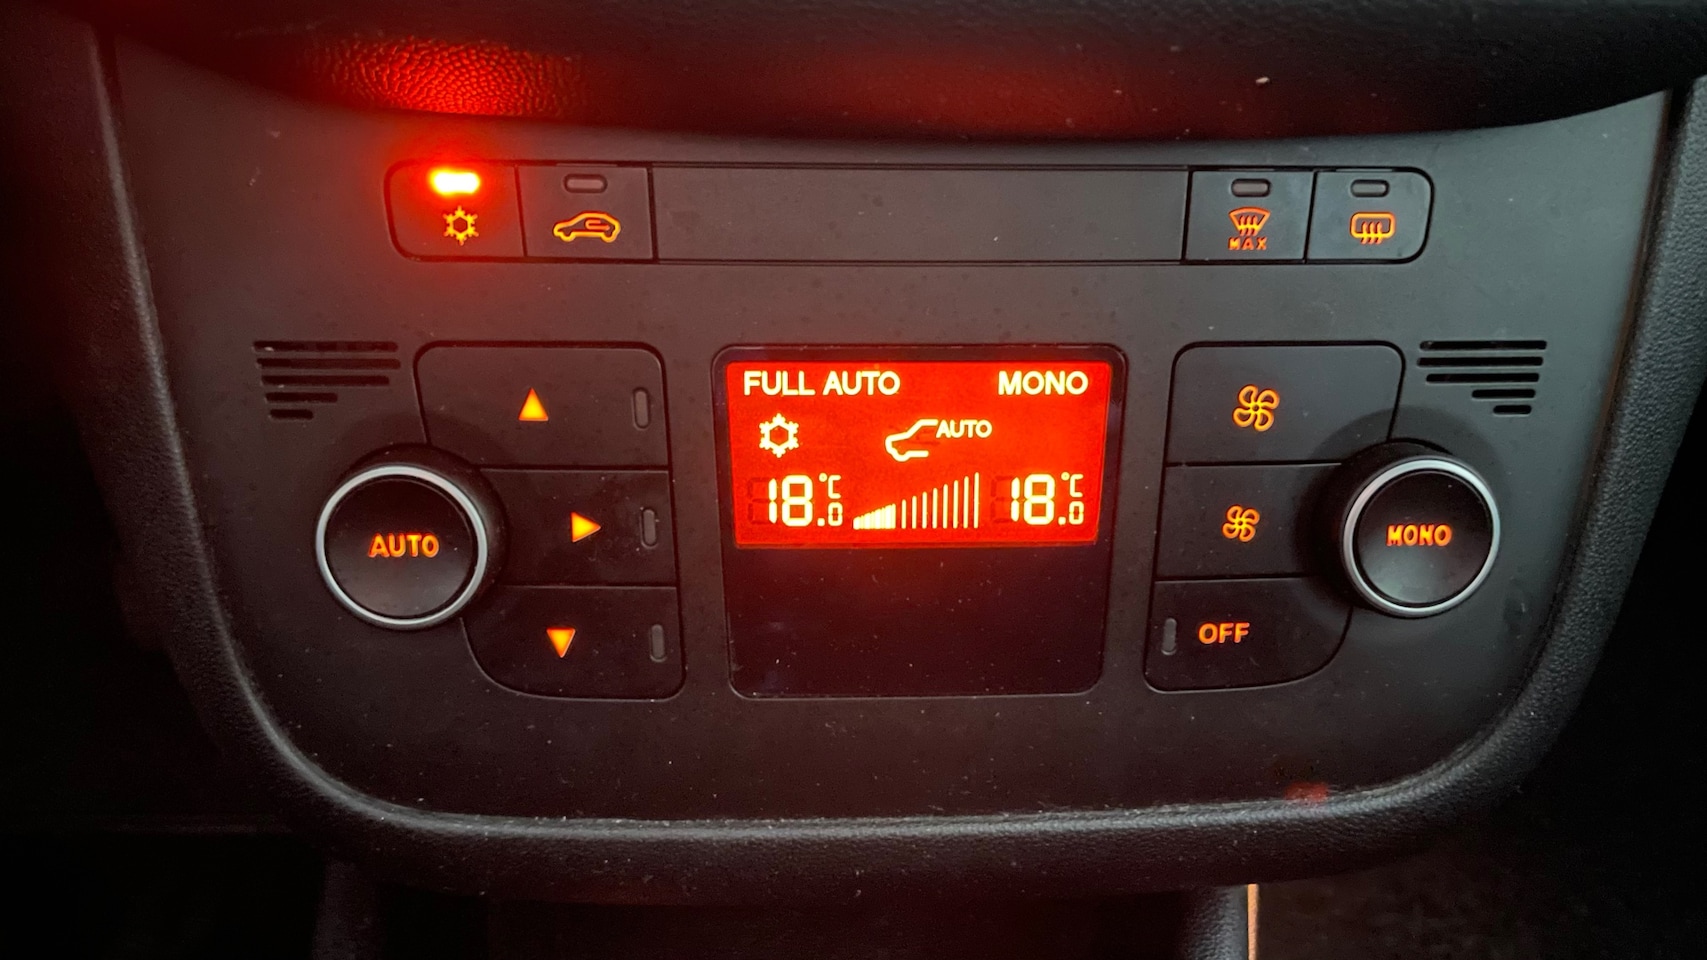 MAX
FULL AUTO MONO
AUTO
18.0 °C 18.0 °C
AUTO
MONO
OFF